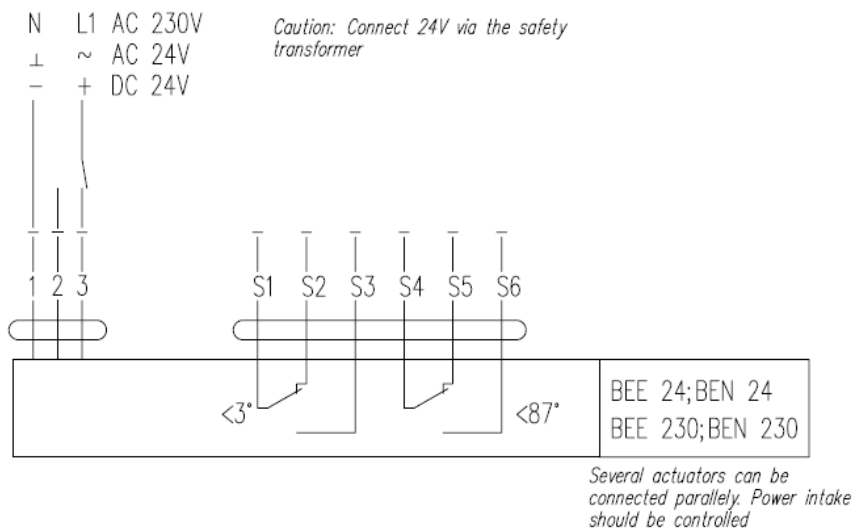 N L1 AC 230V
⊥ ~ AC 24V
− + DC 24V
Caution: Connect 24V via the safety
transformer
1 2 3 S1 S2 S3 S4 S5 S6
<3° <87°
BEE 24;BEN 24
BEE 230;BEN 230
Several actuators can be
connected parallely. Power intake
should be controlled